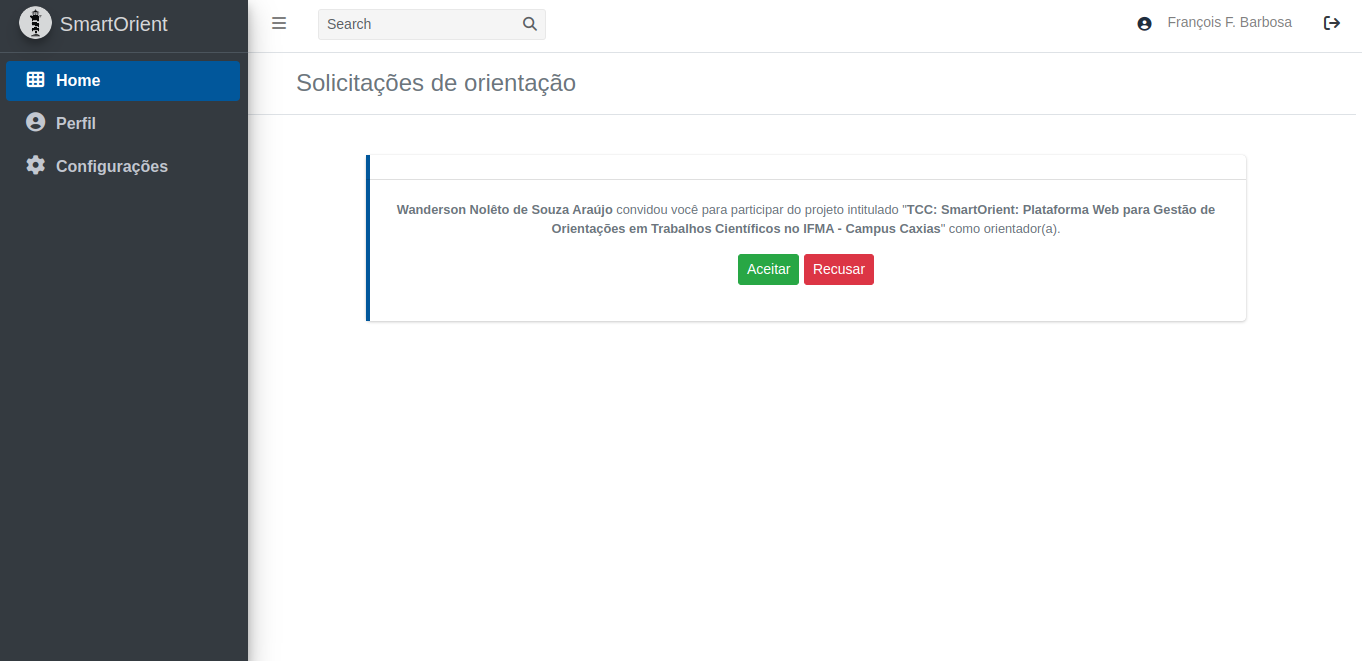 SmartOrient
Search
François F. Barbosa
Home
Perfil
Configurações
Solicitações de orientação
Wanderson Nolêto de Souza Araújo convidou você para participar do projeto intitulado "TCC: SmartOrient: Plataforma Web para Gestão de
Orientações em Trabalhos Científicos no IFMA - Campus Caxias" como orientador(a).
Aceitar Recusar